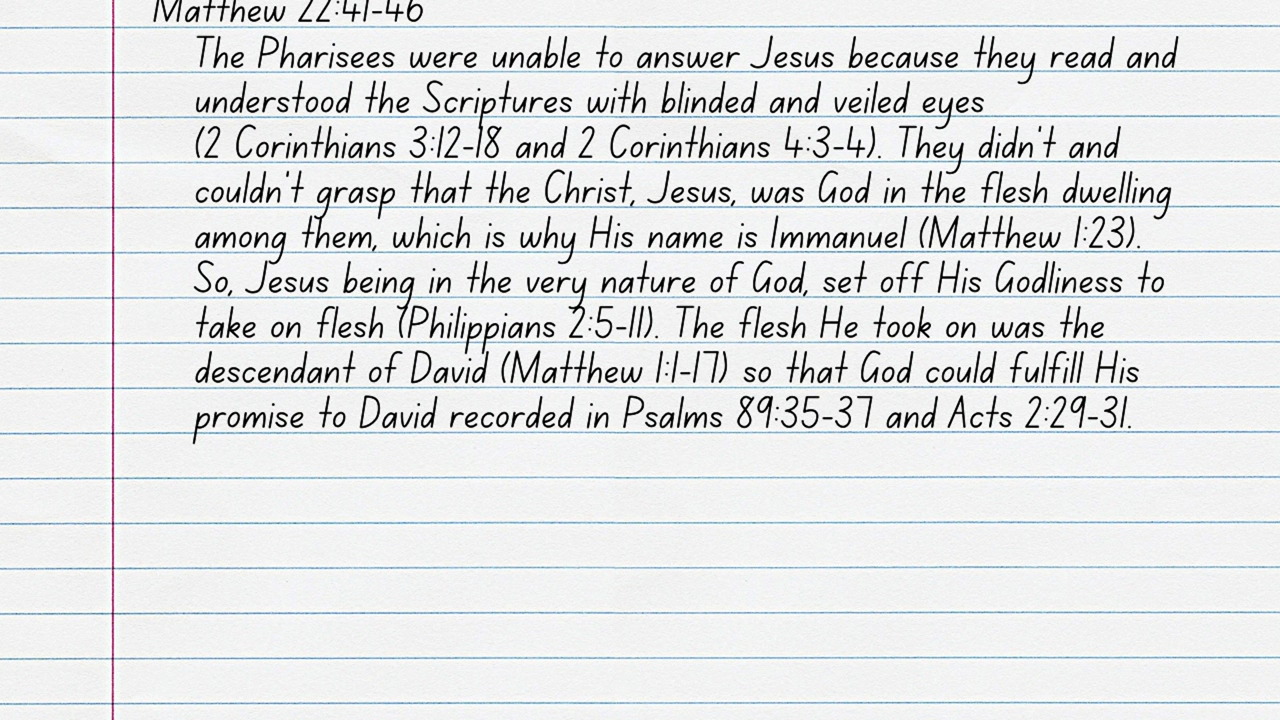 Matthew 22:41-46
The Pharisees were unable to answer Jesus because they read and
understood the Scriptures with blinded and veiled eyes
(2 Corinthians 3:12-18 and 2 Corinthians 4:3-4). They didn't and
couldn't grasp that the Christ, Jesus, was God in the flesh dwelling
among them, which is why His name is Immanuel (Matthew 1:23).
So, Jesus being in the very nature of God, set off His Godliness to
take on flesh (Philippians 2:5-11). The flesh He took on was the
descendant of David (Matthew 1:1-17) so that God could fulfill His
promise to David recorded in Psalms 89:35-37 and Acts 2:29-31.